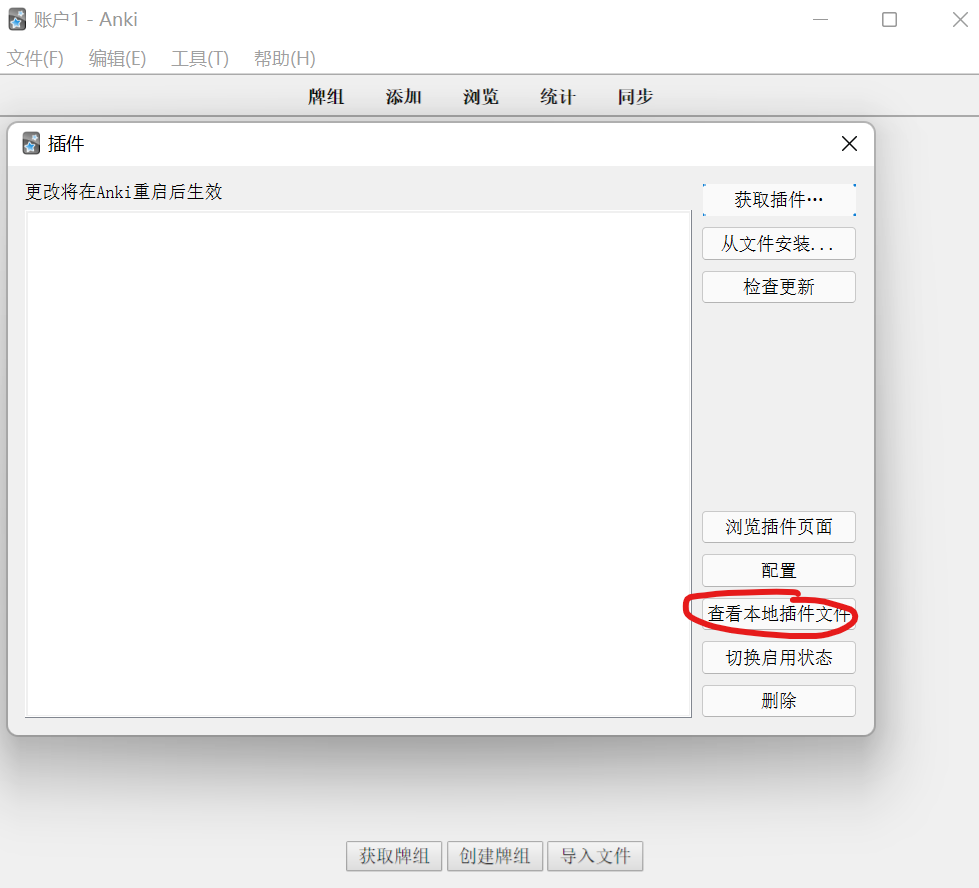 账户1 - Anki
文件(F) 编辑(E) 工具(T) 帮助(H)
牌组 添加 浏览 统计 同步
插件
更改将在Anki重启后生效
获取插件…
从文件安装...
检查更新
浏览插件页面
配置
查看本地插件文件
切换启用状态
删除
获取牌组 创建牌组 导入文件